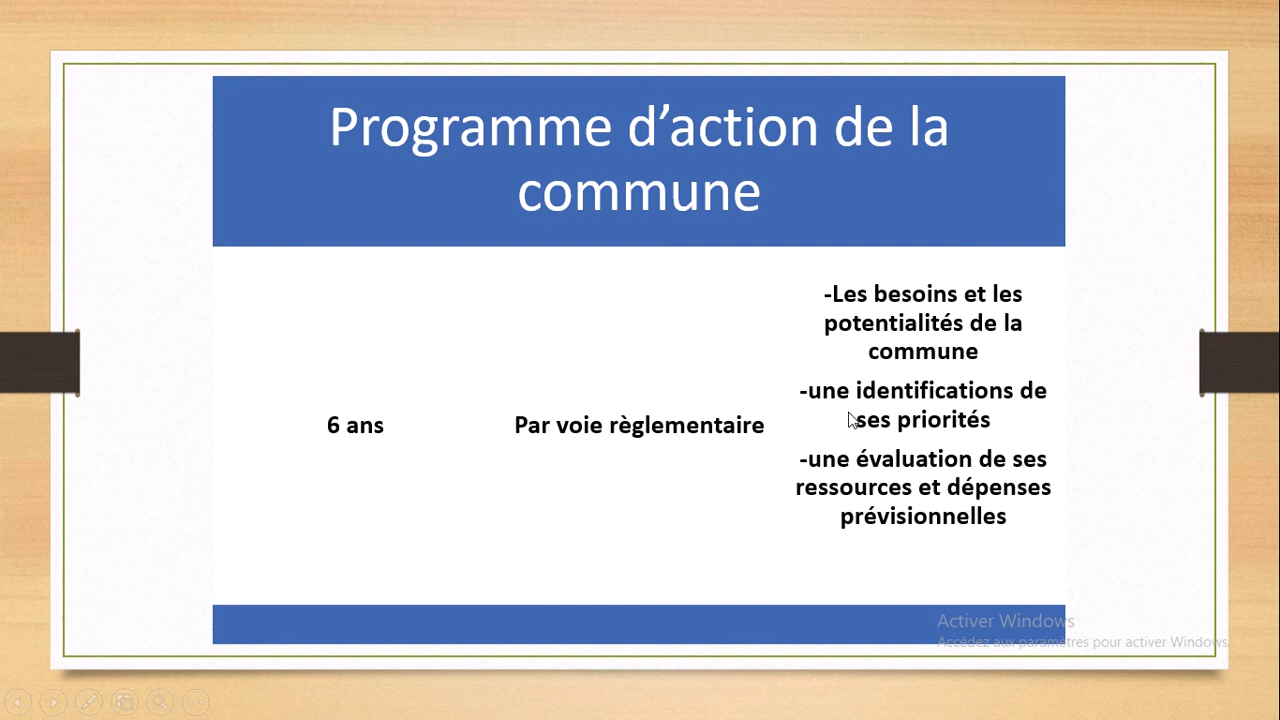 Programme d’action de la
commune
6 ans
Par voie règlementaire
-Les besoins et les
potentialités de la
commune
-une identifications de
ses priorités
-une évaluation de ses
ressources et dépenses
prévisionnelles
Activer Windows
Accédez aux paramètres pour activer Windows.